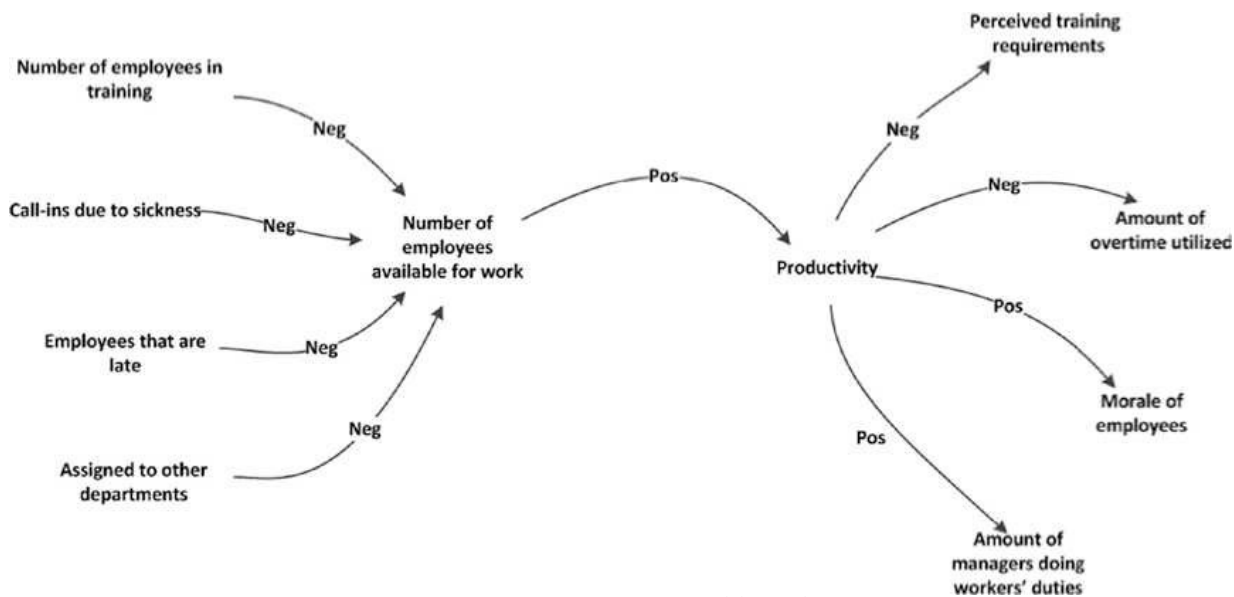 Perceived training
requirements
Number of employees in
training
Neg
Neg
Pos
Neg
Call-ins due to sickness
Neg
Number of
employees
available for work
Amount of
overtime utilized
Productivity
Pos
Employees that are
late
Neg
Morale of
employees
Neg
Pos
Assigned to other
departments
Amount of
managers doing
workers' duties